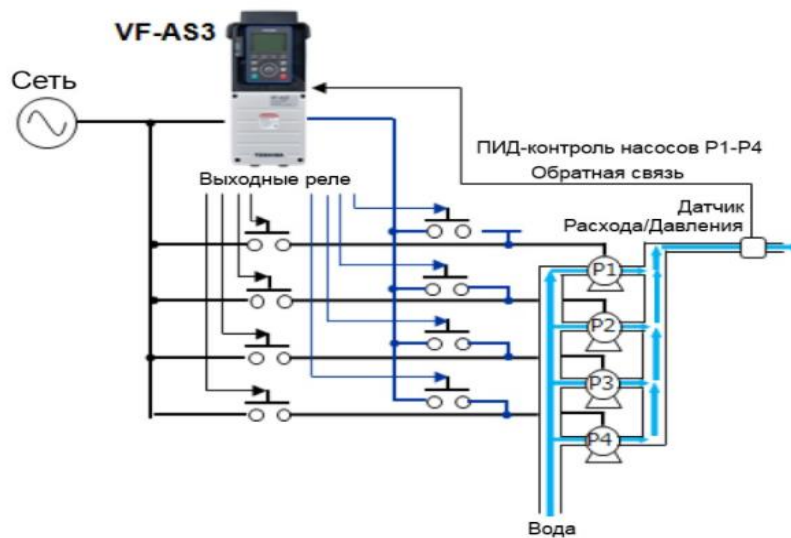 VF-AS3
Сеть
ПИД-контроль насосов P1-P4
Обратная связь
Выходные реле
Датчик
Расхода/Давления
P1
P2
P3
P4
Вода
TOSHIBA